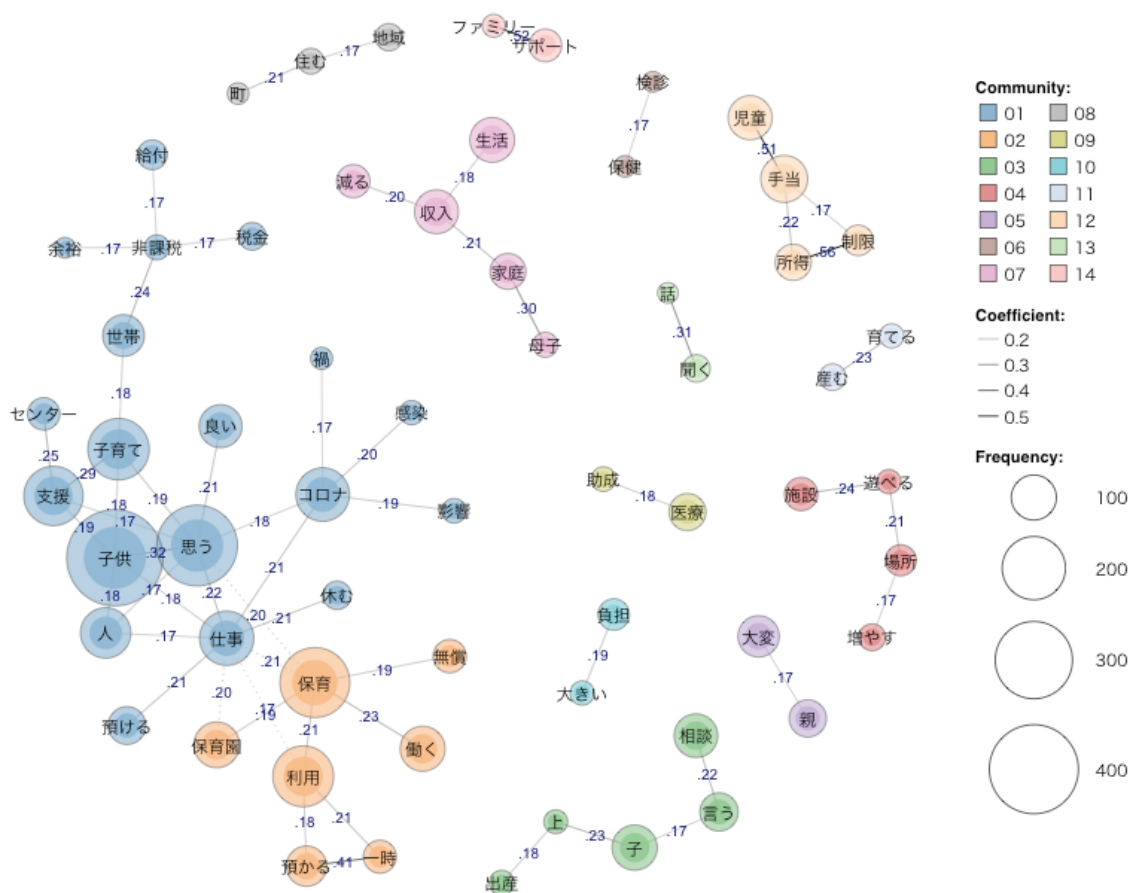 ファミリー
.52
サポート
地域
.17
住む
.21
町
検診
.17
保健
児童
.51
手当
.17
.22
制限
.56
所得
生活
.18
減る
.20
収入
.21
家庭
.30
母子
給付
.17
余裕
.17
非課税
.17
税金
.24
世帯
.18
話
.31
聞く
育てる
.23
産む
禍
.17
感染
.20
コロナ
.19
影響
センター
.25
良い
.21
子育て
.29
支援
.18
.19
.17
.19
.18
子供
.32
思う
.21
.18
.17
.18
.22
人
.17
仕事
.20
.21
休む
.21
.21
.20
預ける
保育
.19
無償
.17
.19
.23
保育園
.21
働く
利用
.18
.21
預かる
.41
一時
助成
.18
医療
施設
.24
遊べる
.21
場所
.17
増やす
負担
.19
大きい
大変
.17
親
相談
.22
言う
.17
子
.23
上
.18
出産
Community:
01 08
02 09
03 10
04 11
05 12
06 13
07 14
Coefficient:
0.2
0.3
0.4
0.5
Frequency:
100
200
300
400